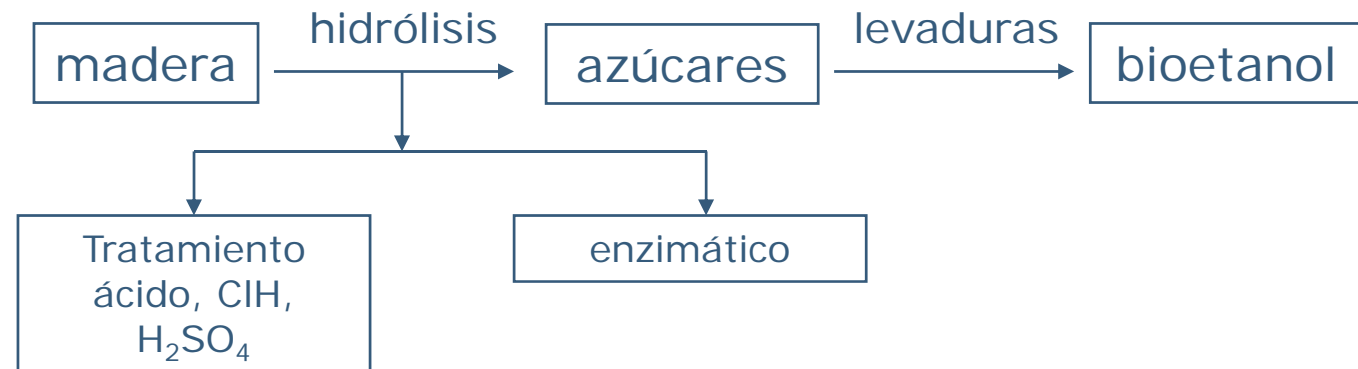 hidrólisis
levaduras
madera
azúcares
bioetanol
Tratamiento
ácido, ClH,
H₂SO₄
enzimático